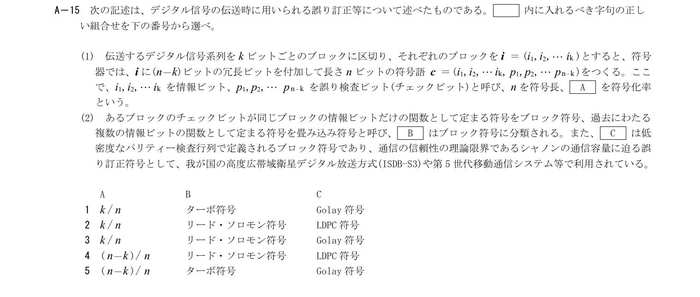 A－15 次の記述は、デジタル信号の伝送時に用いられる誤り訂正等について述べたものである。 内に入れるべき字句の正し
い組合せを下の番号から選べ。
(1) 伝送するデジタル信号系列を k ビットごとのブロックに区切り、それぞれのブロックを i ＝ (i1, i2, … ik) とすると、符号
器では、i に (n－k) ビットの冗長ビットを付加して長さ n ビットの符号語 c ＝ (i1, i2, … ik, p1, p2, … pn-k) をつくる。ここ
で、i1, i2, … ik を情報ビット、p1, p2, … pn-k を誤り検査ビット(チェックビット)と呼び、n を符号長、 A を符号化率
という。
(2) あるブロックのチェックビットが同じブロックの情報ビットだけの関数として定まる符号をブロック符号、過去にわたる
複数の情報ビットの関数として定まる符号を畳み込み符号と呼び、 B はブロック符号に分類される。また、 C は低
密度なパリティー検査行列で定義されるブロック符号であり、通信の信頼性の理論限界であるシャノンの通信容量に迫る誤
り訂正符号として、我が国の高度広帯域衛星デジタル放送方式(ISDB-S3)や第５世代移動通信システム等で利用されている。
A B C
1 k/n ターボ符号 Golay 符号
2 k/n リード・ソロモン符号 LDPC 符号
3 k/n リード・ソロモン符号 Golay 符号
4 (n－k)/n リード・ソロモン符号 LDPC 符号
5 (n－k)/n ターボ符号 Golay 符号